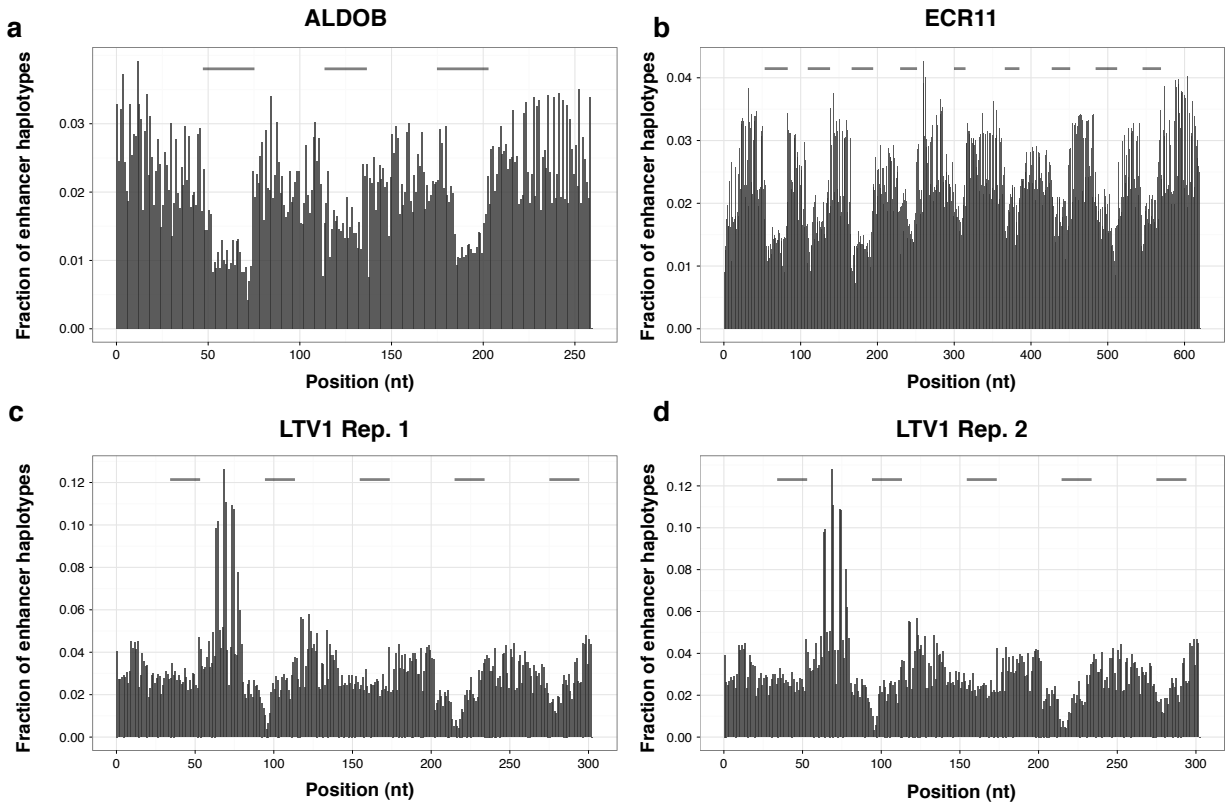 a
ALDOB
Fraction of enhancer haplotypes
0.03
0.02
0.01
0.00
0 50 100 150 200 250
Position (nt)
b
ECR11
Fraction of enhancer haplotypes
0.04
0.03
0.02
0.01
0.00
0 100 200 300 400 500 600
Position (nt)
c
LTV1 Rep. 1
Fraction of enhancer haplotypes
0.12
0.10
0.08
0.06
0.04
0.02
0.00
0 50 100 150 200 250 300
Position (nt)
d
LTV1 Rep. 2
Fraction of enhancer haplotypes
0.12
0.10
0.08
0.06
0.04
0.02
0.00
0 50 100 150 200 250 300
Position (nt)